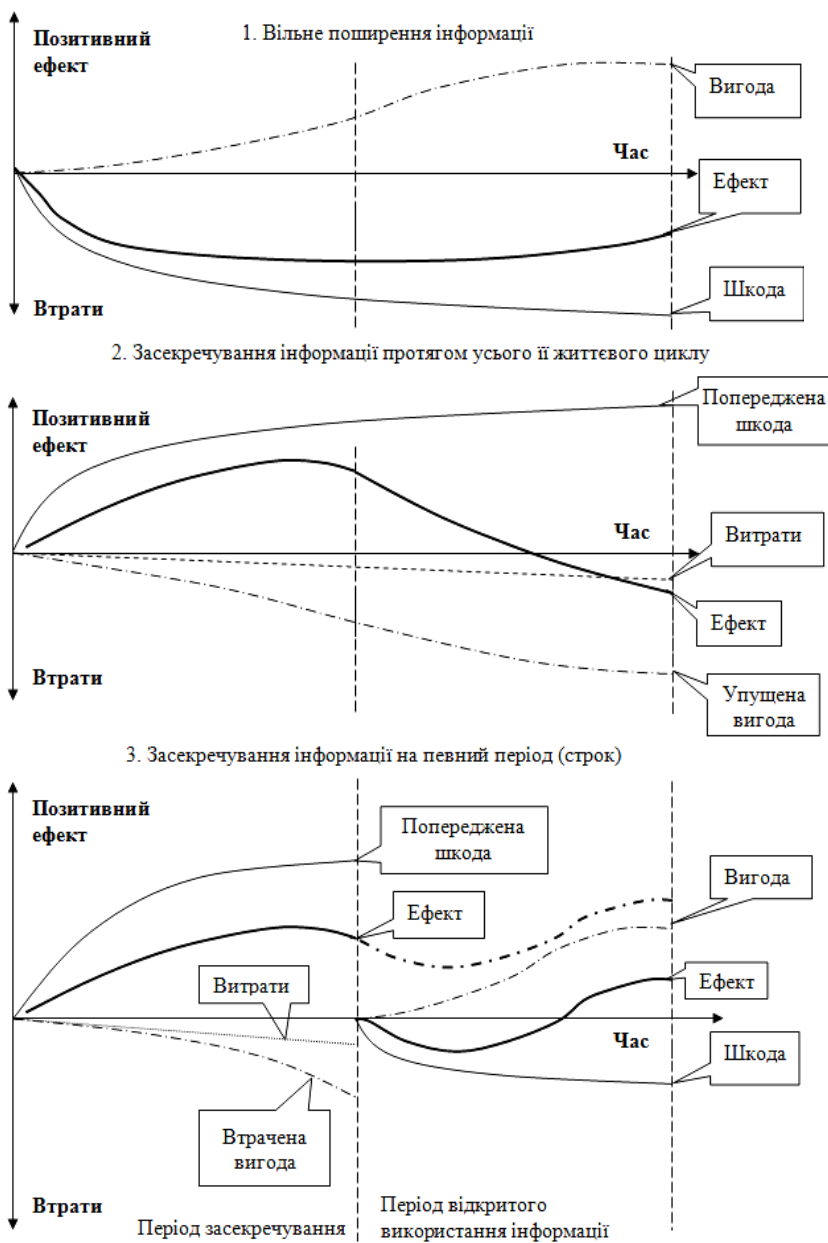 1. Вільне поширення інформації
Позитивний
ефект
Вигода
Час
Ефект
Шкода
Втрати
2. Засекречування інформації протягом усього її життєвого циклу
Позитивний
ефект
Попереджена
шкода
Час
Витрати
Ефект
Втрати
Упущена
вигода
3. Засекречування інформації на певний період (строк)
Позитивний
ефект
Попереджена
шкода
Вигода
Ефект
Ефект
Витрати
Час
Шкода
Втрачена
вигода
Втрати
Період засекречування
Період відкритого
використання інформації